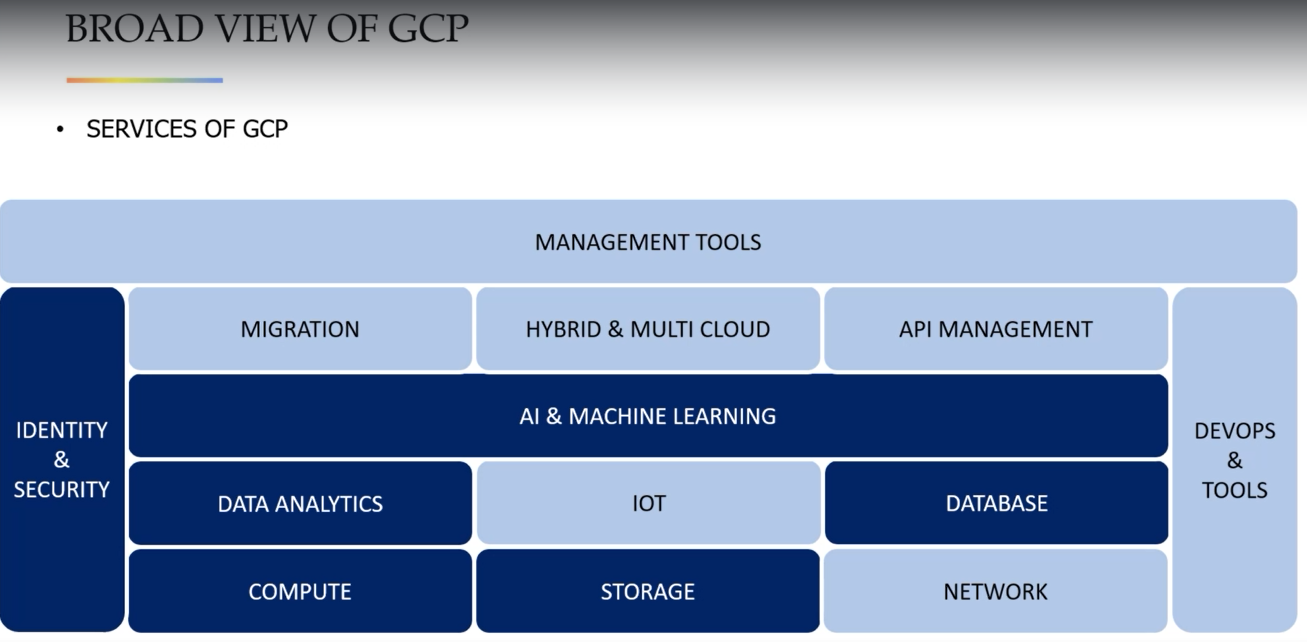 BROAD VIEW OF GCP
• SERVICES OF GCP
MANAGEMENT TOOLS
IDENTITY
&
SECURITY
MIGRATION
HYBRID & MULTI CLOUD
API MANAGEMENT
AI & MACHINE LEARNING
DATA ANALYTICS
IOT
DATABASE
COMPUTE
STORAGE
NETWORK
DEVOPS
&
TOOLS